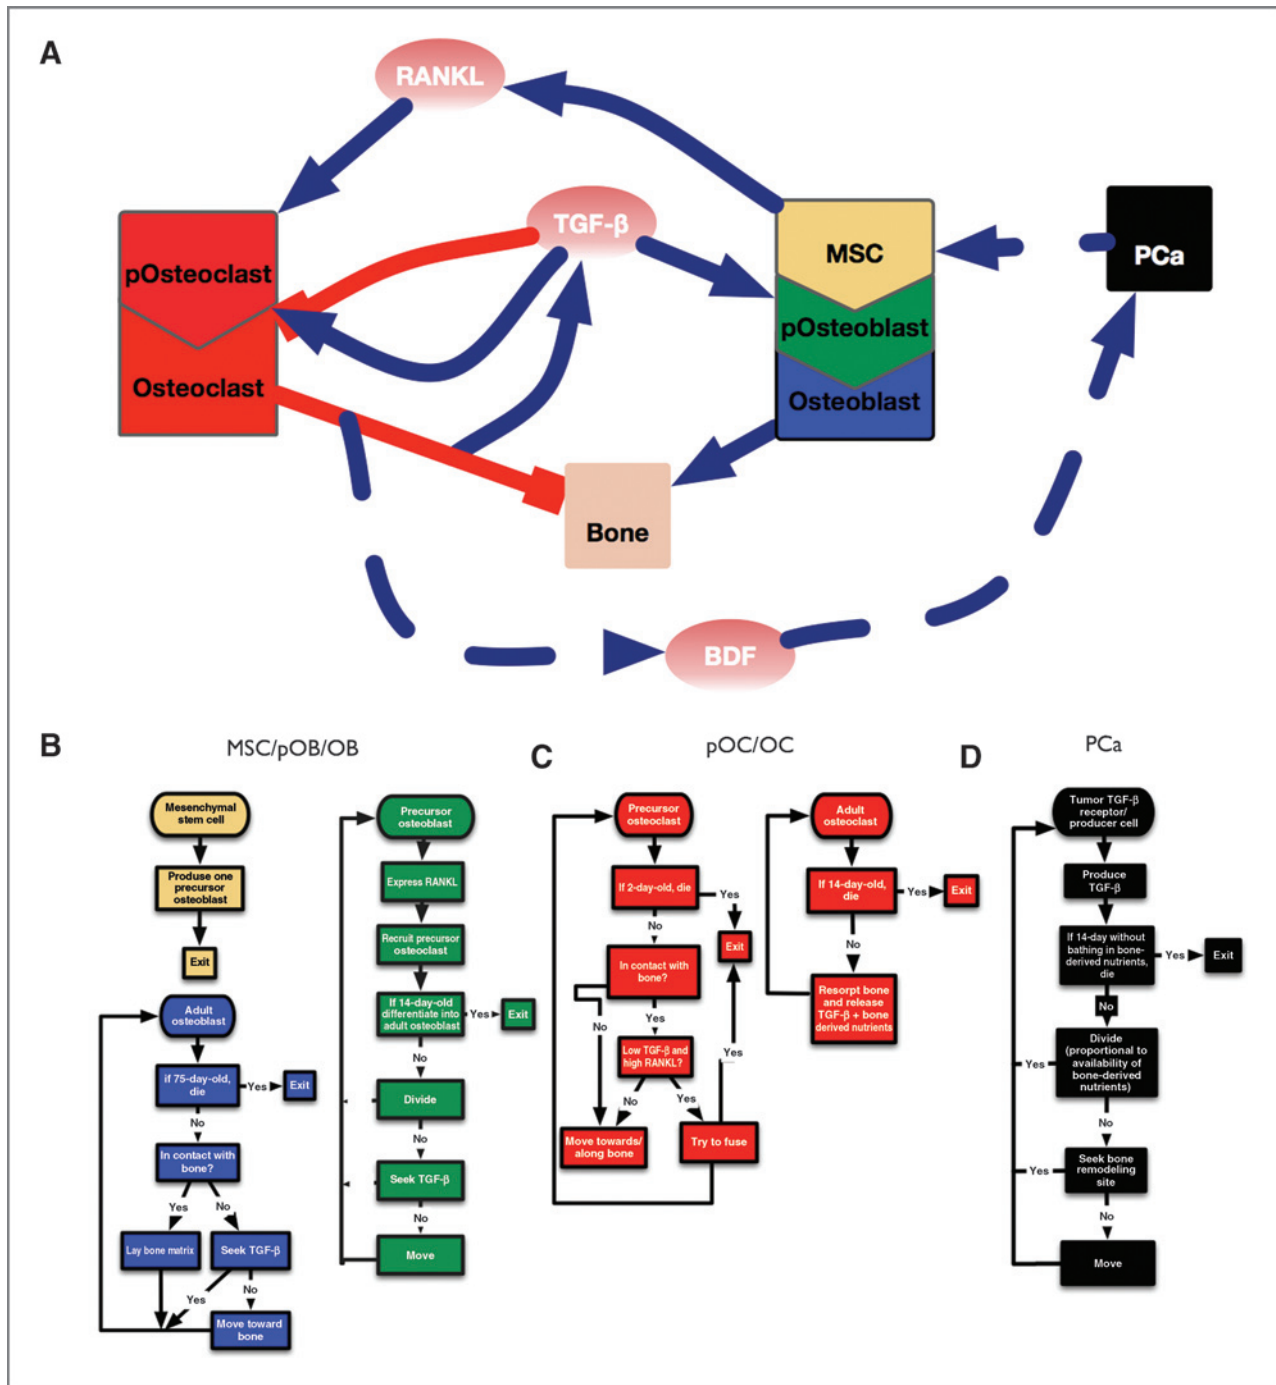 A
RANKL
TGF-β
pOsteoclast
Osteoclast
MSC
pOsteoblast
Osteoblast
PCa
Bone
BDF
B
MSC/pOB/OB
Mesenchymal
stem cell
Produse one
precursor
osteoblast
Exit
Adult
osteoblast
if 75-day-old,
die
Yes
Exit
No
In contact with
bone?
Yes
No
Lay bone matrix
Seek TGF-β
Yes
No
Move toward
bone
Precursor
osteoblast
Express RANKL
Recruit precursor
osteoclast
If 14-day-old
differentiate into
adult osteoblast
Yes
Exit
No
Divide
No
Seek TGF-β
No
Move
C
pOC/OC
Precursor
osteoclast
If 2-day-old, die
Yes
No
Exit
In contact with
bone?
No
Yes
Low TGF-β and
high RANKL?
No
Yes
Yes
Move towards/
along bone
Try to fuse
Adult
osteoclast
If 14-day-old,
die
Yes
Exit
No
Resorpt bone
and release
TGF-β + bone
derived nutrients
D
PCa
Tumor TGF-β
receptor/
producer cell
Produce
TGF-β
If 14-day without
bathing in bone-
derived nutrients,
die
Yes
Exit
No
Divide
(proportional to
availability of
bone-derived
nutrients)
Yes
No
Seek bone
remodeling
site
Yes
No
Move